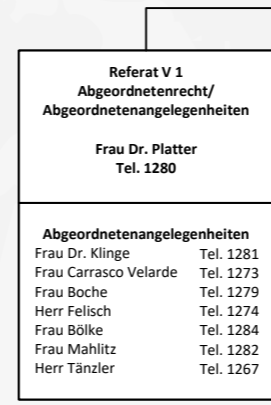 Referat V 1
Abgeordnetenrecht/
Abgeordnetenangelegenheiten
Frau Dr. Platter
Tel. 1280
Abgeordnetenangelegenheiten
Frau Dr. Klinge Tel. 1281
Frau Carrasco Velarde Tel. 1273
Frau Boche Tel. 1279
Herr Felisch Tel. 1274
Frau Bölke Tel. 1284
Frau Mahlitz Tel. 1282
Herr Tänzler Tel. 1267